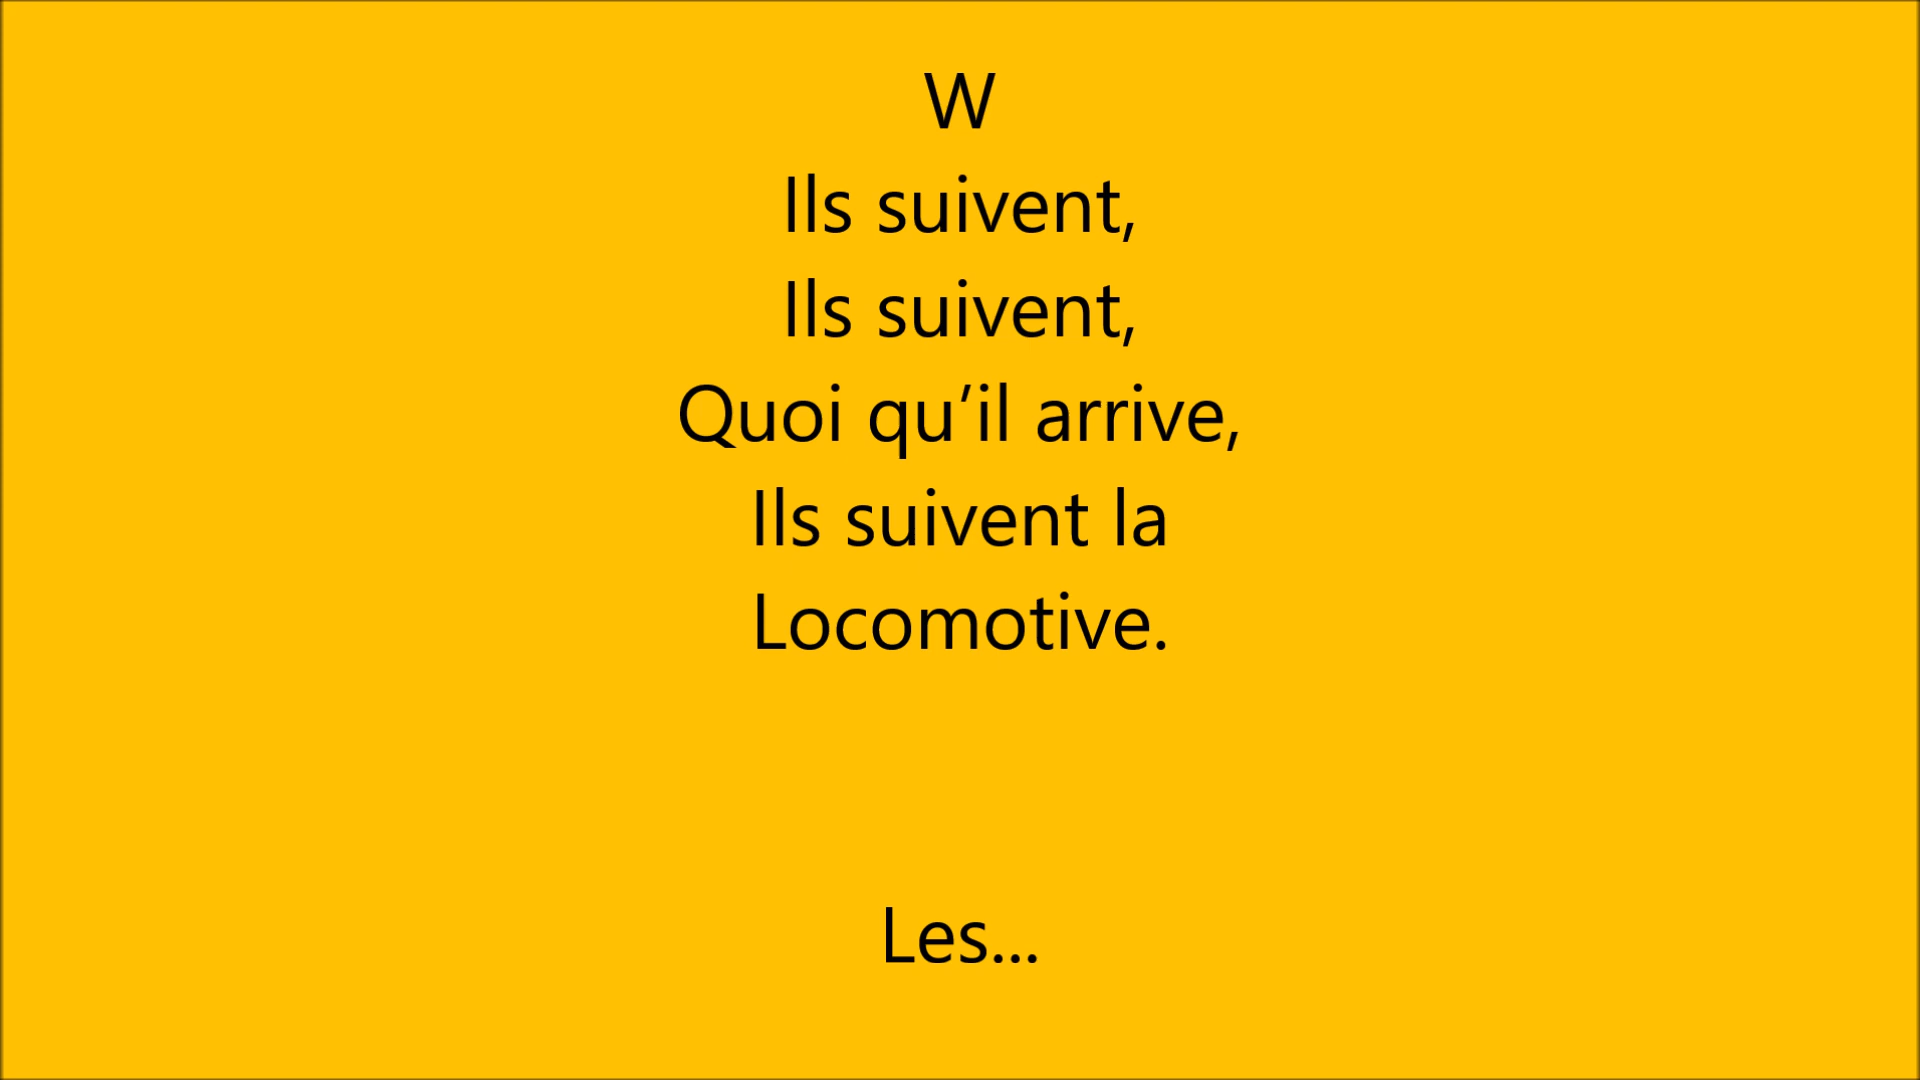 W
Ils suivent,
Ils suivent,
Quoi qu’il arrive,
Ils suivent la
Locomotive.
Les...